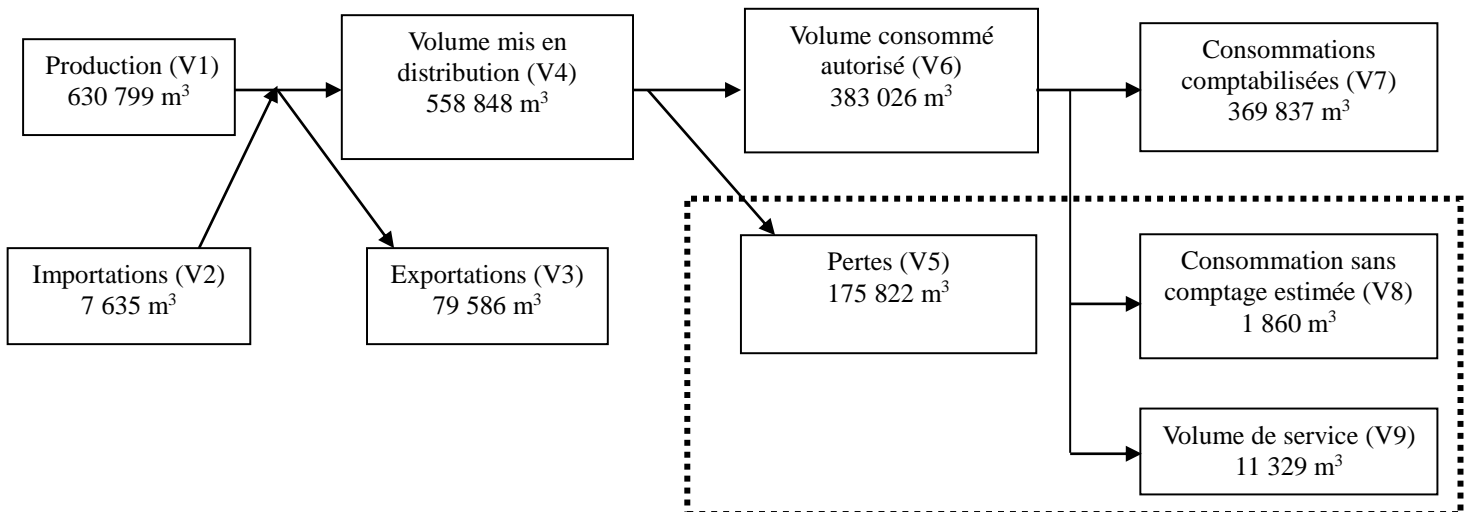 Production (V1)
630 799 m³
Volume mis en
distribution (V4)
558 848 m³
Volume consommé
autorisé (V6)
383 026 m³
Consommations
comptabilisées (V7)
369 837 m³
Importations (V2)
7 635 m³
Exportations (V3)
79 586 m³
Pertes (V5)
175 822 m³
Consommation sans
comptage estimée (V8)
1 860 m³
Volume de service (V9)
11 329 m³